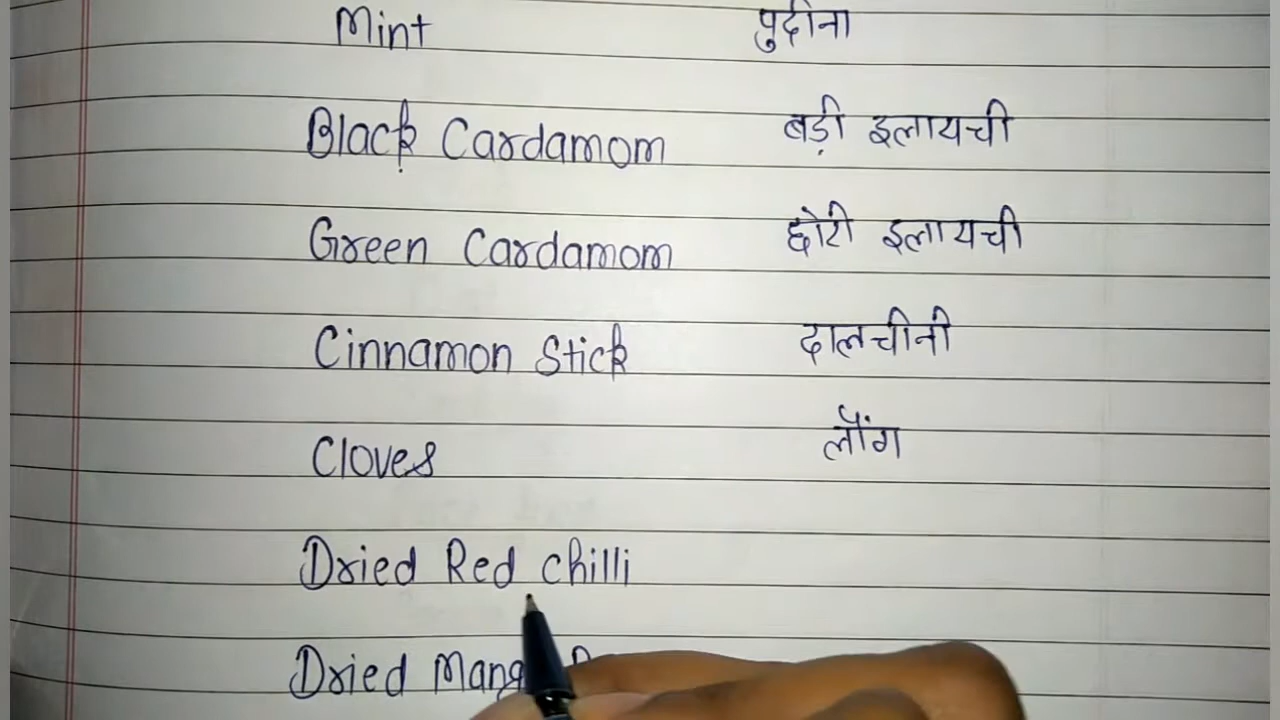 Mint पुदीना
Black Cardamom बड़ी इलायची
Green Cardamom छोटी इलायची
Cinnamon Stick दालचीनी
Cloves लौंग
Dried Red Chilli
Dried